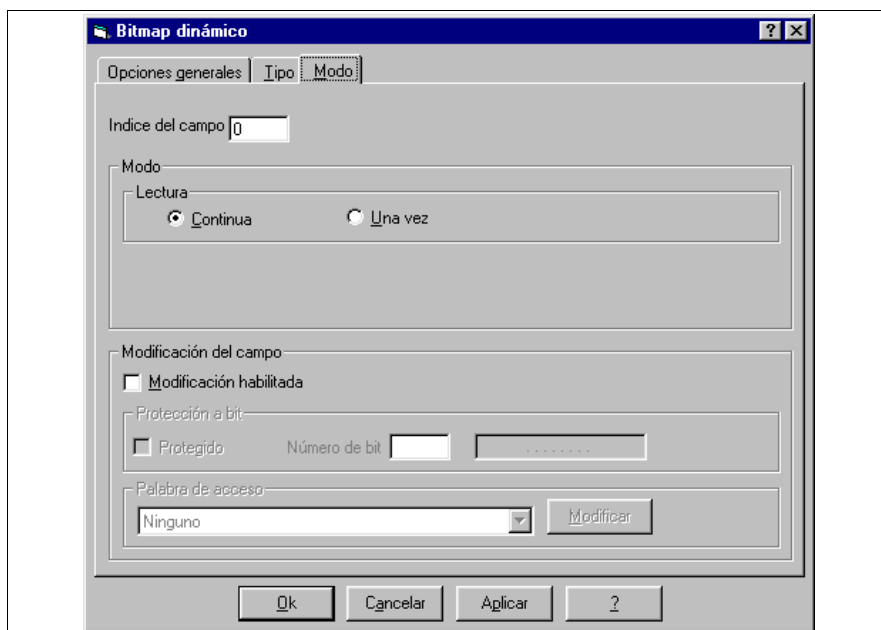 Bitmap dinámico
Opciones generales Tipo Modo
Indice del campo 0
Modo
Lectura
Continua Una vez
Modificación del campo
Modificación habilitada
Protección a bit
Protegido Número de bit ........
Palabra de acceso
Ninguno Modificar
Ok Cancelar Aplicar ?